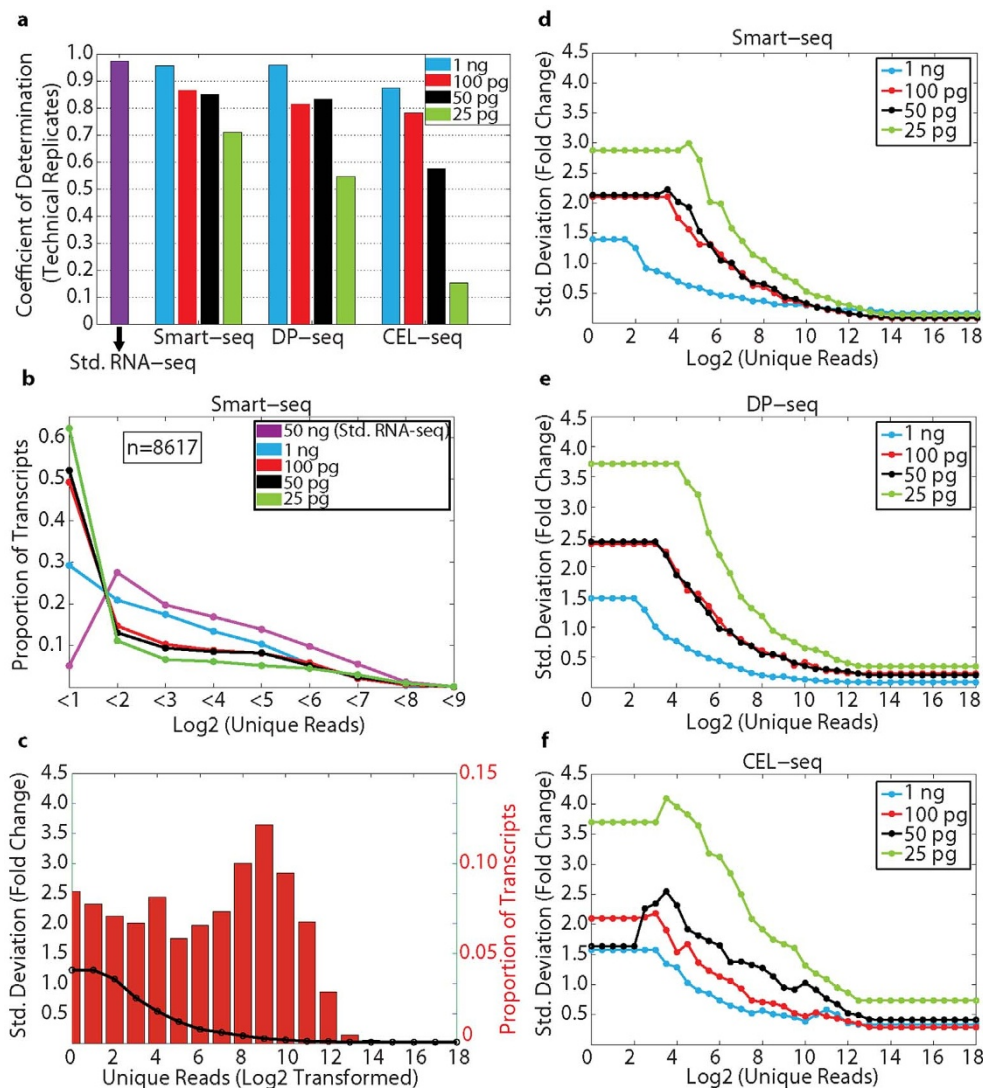 a
1 ng
100 pg
50 pg
25 pg
1
0.9
0.8
0.7
0.6
0.5
0.4
0.3
0.2
0.1
0
Coefficient of Determination
(Technical Replicates)
Smart-seq DP-seq CEL-seq
Std. RNA-seq
b
Smart-seq
n=8617
50 ng (Std. RNA-seq)
1 ng
100 pg
50 pg
25 pg
0.6
0.5
0.4
0.3
0.2
0.1
Proportion of Transcripts
<1 <2 <3 <4 <5 <6 <7 <8 <9
Log2 (Unique Reads)
c
4.5
4.0
3.5
3.0
2.5
2.0
1.5
1.0
0.5
Std. Deviation (Fold Change)
0.15
0.10
0.05
0
Proportion of Transcripts
0 2 4 6 8 10 12 14 16 18
Unique Reads (Log2 Transformed)
d
Smart-seq
1 ng
100 pg
50 pg
25 pg
4.5
4.0
3.5
3.0
2.5
2.0
1.5
1.0
0.5
Std. Deviation (Fold Change)
0 2 4 6 8 10 12 14 16 18
Log2 (Unique Reads)
e
DP-seq
1 ng
100 pg
50 pg
25 pg
4.5
4.0
3.5
3.0
2.5
2.0
1.5
1.0
0.5
Std. Deviation (Fold Change)
0 2 4 6 8 10 12 14 16 18
Log2 (Unique Reads)
f
CEL-seq
1 ng
100 pg
50 pg
25 pg
4.5
4.0
3.5
3.0
2.5
2.0
1.5
1.0
0.5
Std. Deviation (Fold Change)
0 2 4 6 8 10 12 14 16 18
Log2 (Unique Reads)